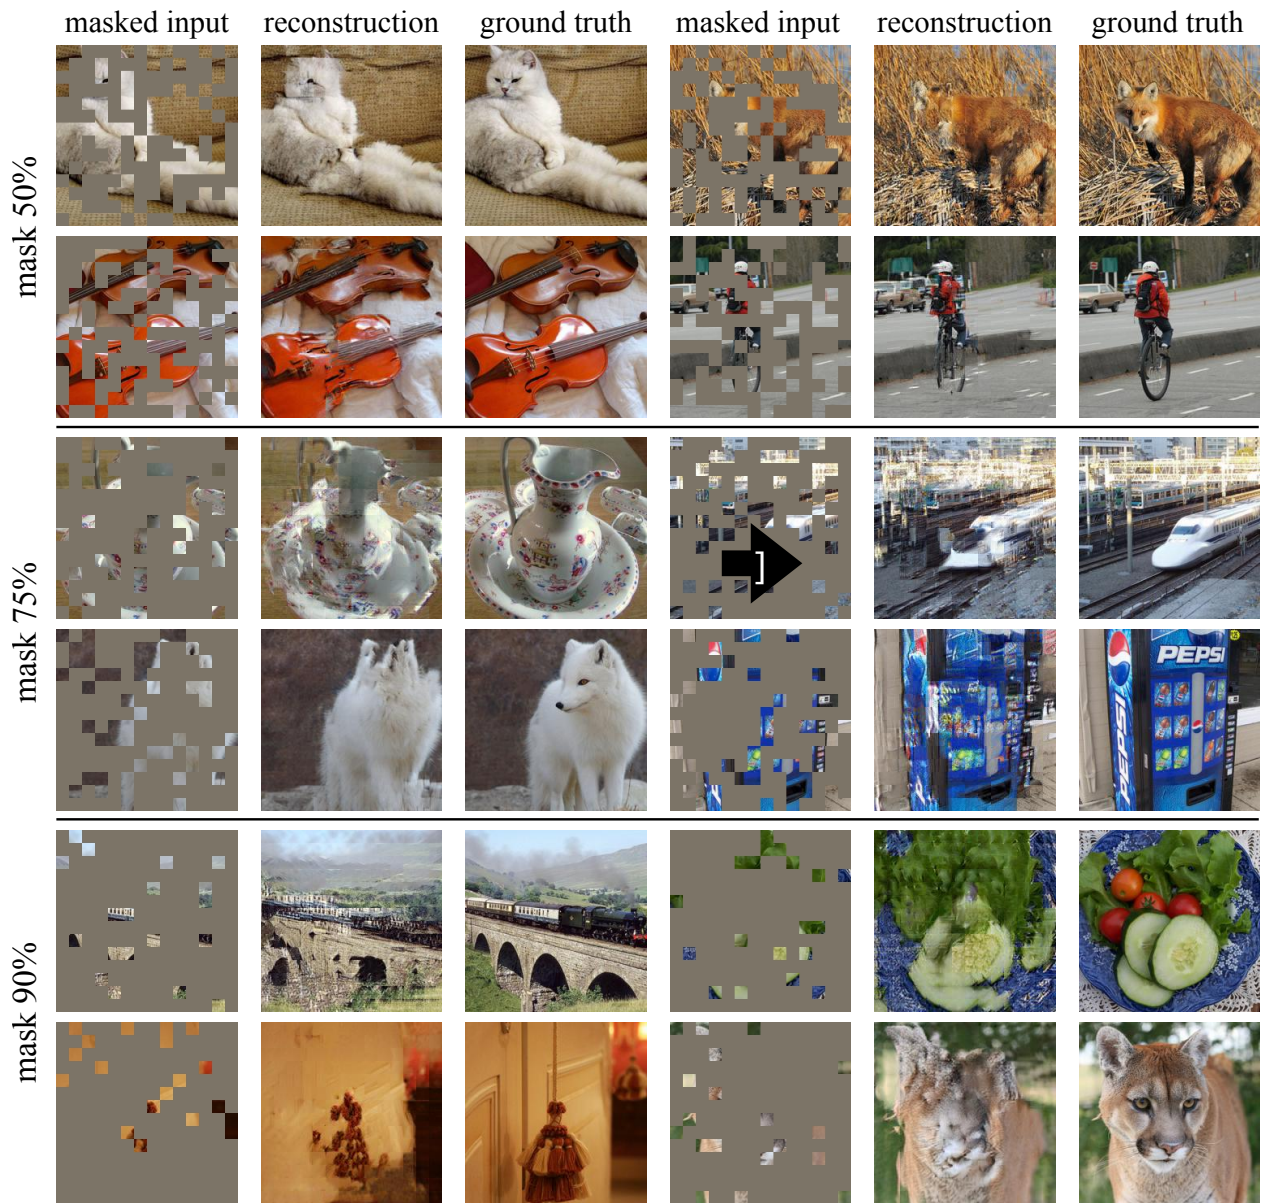 masked input reconstruction ground truth masked input reconstruction ground truth
mask 50%
mask 75%
]
PEPSI
PEPSI
mask 90%